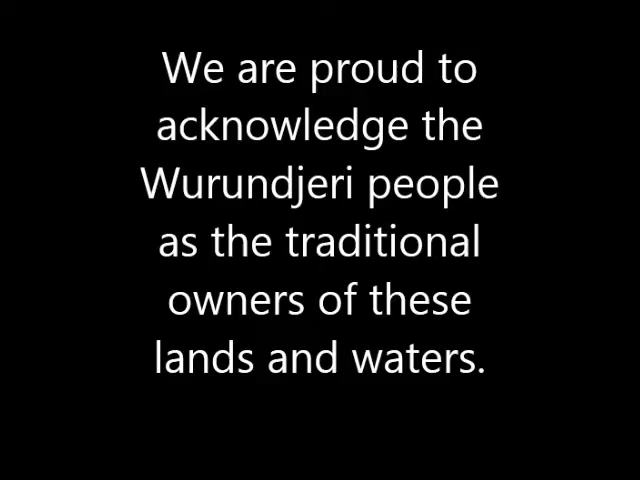 We are proud to
acknowledge the
Wurundjeri people
as the traditional
owners of these
lands and waters.